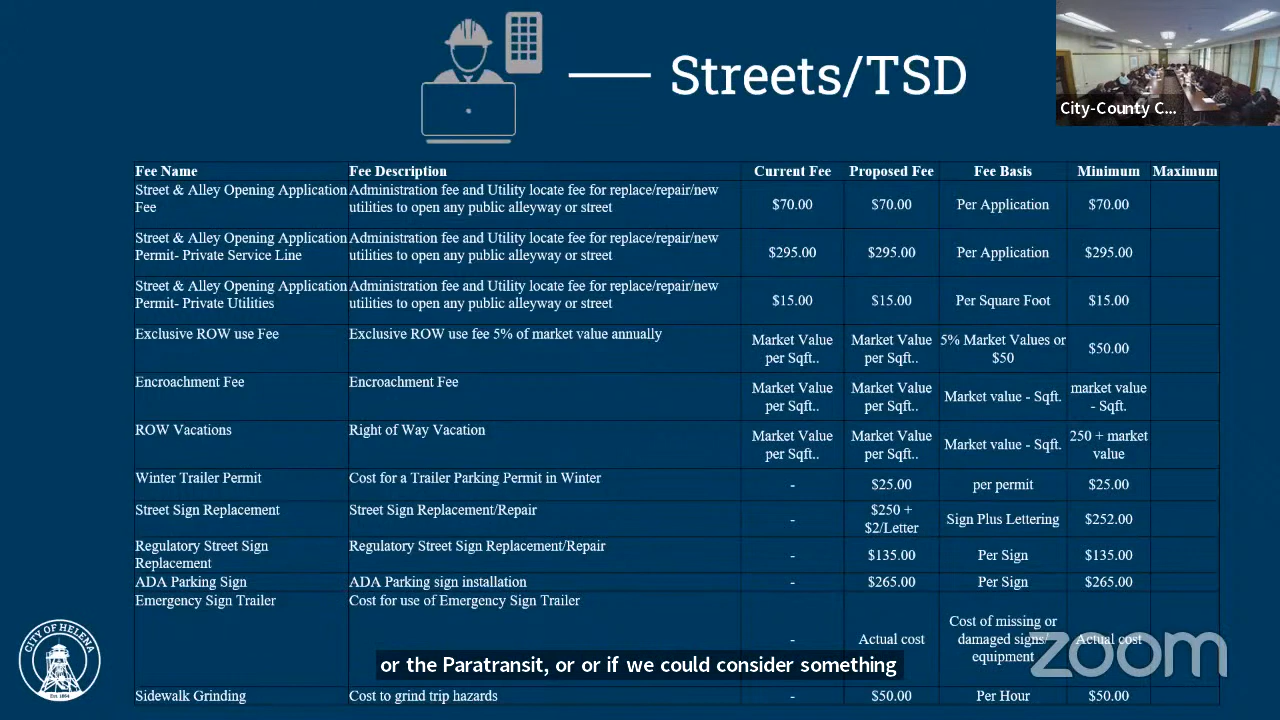 Streets/TSD
City-County C...
Fee Name Fee Description Current Fee Proposed Fee Fee Basis Minimum Maximum
Street & Alley Opening Application Administration fee and Utility locate fee for replace/repair/new
Fee utilities to open any public alleyway or street $70.00 $70.00 Per Application $70.00
Street & Alley Opening Application Administration fee and Utility locate fee for replace/repair/new
Permit- Private Service Line utilities to open any public alleyway or street $295.00 $295.00 Per Application $295.00
Street & Alley Opening Application Administration fee and Utility locate fee for replace/repair/new
Permit- Private Utilities utilities to open any public alleyway or street $15.00 $15.00 Per Square Foot $15.00
Exclusive ROW use Fee Exclusive ROW use fee 5% of market value annually Market Value Market Value 5% Market Values or $50.00
per Sqft.. per Sqft.. $50
Encroachment Fee Encroachment Fee Market Value Market Value Market value - Sqft. market value
per Sqft.. per Sqft.. - Sqft.
ROW Vacations Right of Way Vacation Market Value Market Value Market value - Sqft. 250 + market
per Sqft.. per Sqft.. value
Winter Trailer Permit Cost for a Trailer Parking Permit in Winter - $25.00 per permit $25.00
Street Sign Replacement Street Sign Replacement/Repair - $250 + Sign Plus Lettering $252.00
$2/Letter
Regulatory Street Sign Regulatory Street Sign Replacement/Repair - $135.00 Per Sign $135.00
Replacement
ADA Parking Sign ADA Parking sign installation - $265.00 Per Sign $265.00
Emergency Sign Trailer Cost for use of Emergency Sign Trailer - Actual cost Cost of missing or Actual cost
damaged signs/
equipment
or the Paratransit, or or if we could consider something
Sidewalk Grinding Cost to grind trip hazards - $50.00 Per Hour $50.00
CITY OF HELENA
Est. 1864
zoom